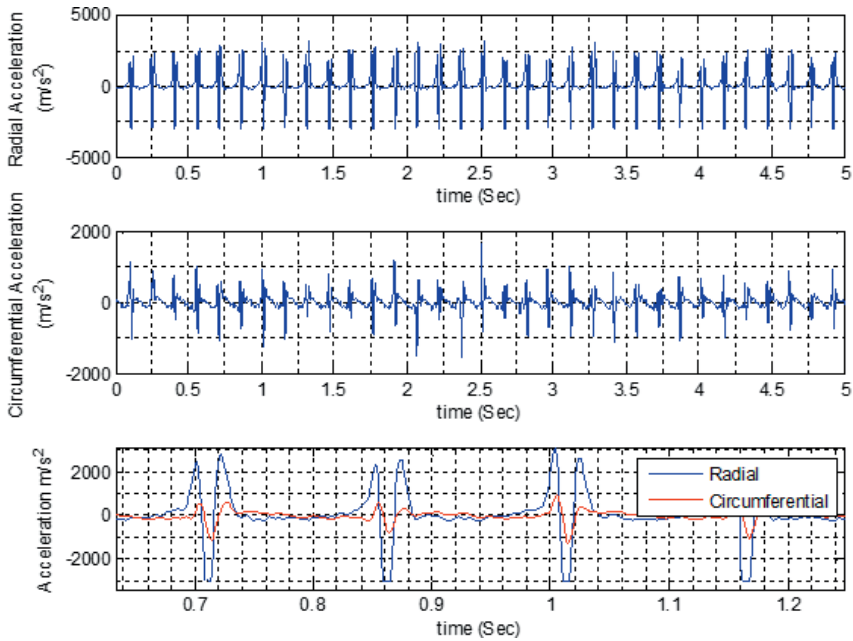 Radial Acceleration
(m/s²)
5000
0
-5000
0 0.5 1 1.5 2 2.5 3 3.5 4 4.5 5
time (Sec)
Circumferential Acceleration
(m/s²)
2000
0
-2000
0 0.5 1 1.5 2 2.5 3 3.5 4 4.5 5
time (Sec)
Acceleration m/s²
2000
0
-2000
Radial
Circumferential
0.7 0.8 0.9 1 1.1 1.2
time (Sec)